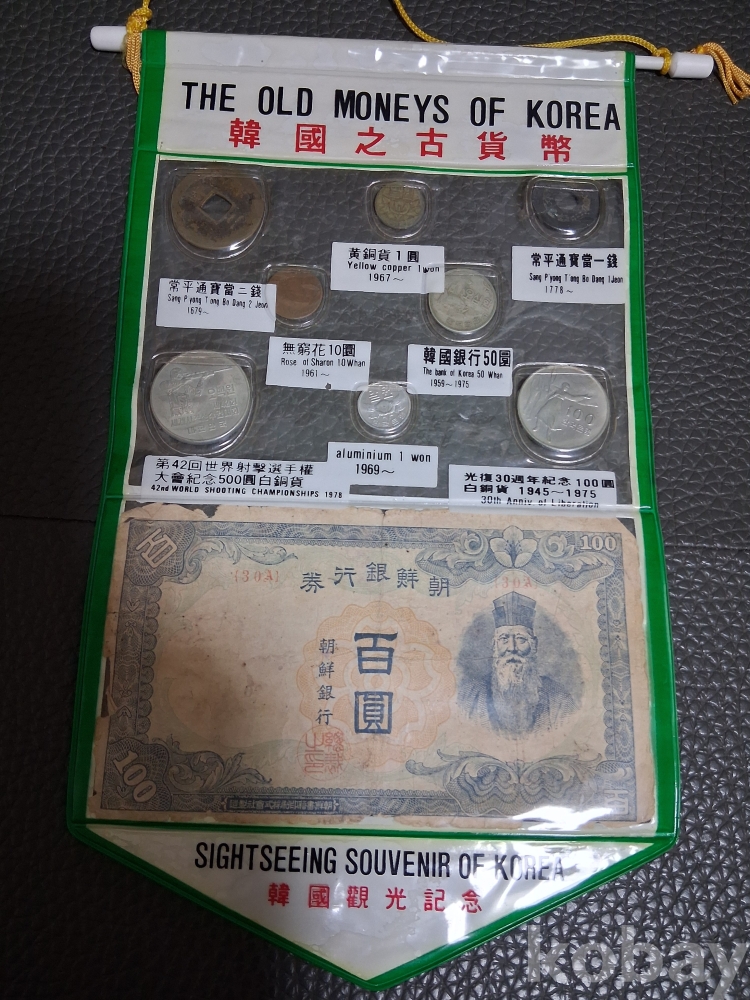 THE OLD MONEYS OF KOREA
韓國之古貨幣
黃銅貨1圓
Yellow copper 1won
1967～
常平通寶當一錢
Sang P'yong T'ong Bo Dang 1Jeon
1778～
常平通寶當二錢
Sang P'yong T'ong Bo Dang 2 Jeon
1679～
無窮花10圜
Rose of Sharon 10Whan
1961～
韓國銀行50圜
The bank of Korea 50 Whan
1959～1975
100
第42回世界射擊選手權
大會紀念500圓白銅貨
42nd WORLD SHOOTING CHAMPIONSHIPS 1978
aluminium 1 won
1969～
光復30週年紀念100圓
白銅貨 1945～1975
30th Anniv. of Liberation
百
100
券行銀鮮朝
百圓
朝鮮銀行
100
百
SIGHTSEEING SOUVENIR OF KOREA
韓國觀光記念
kobay